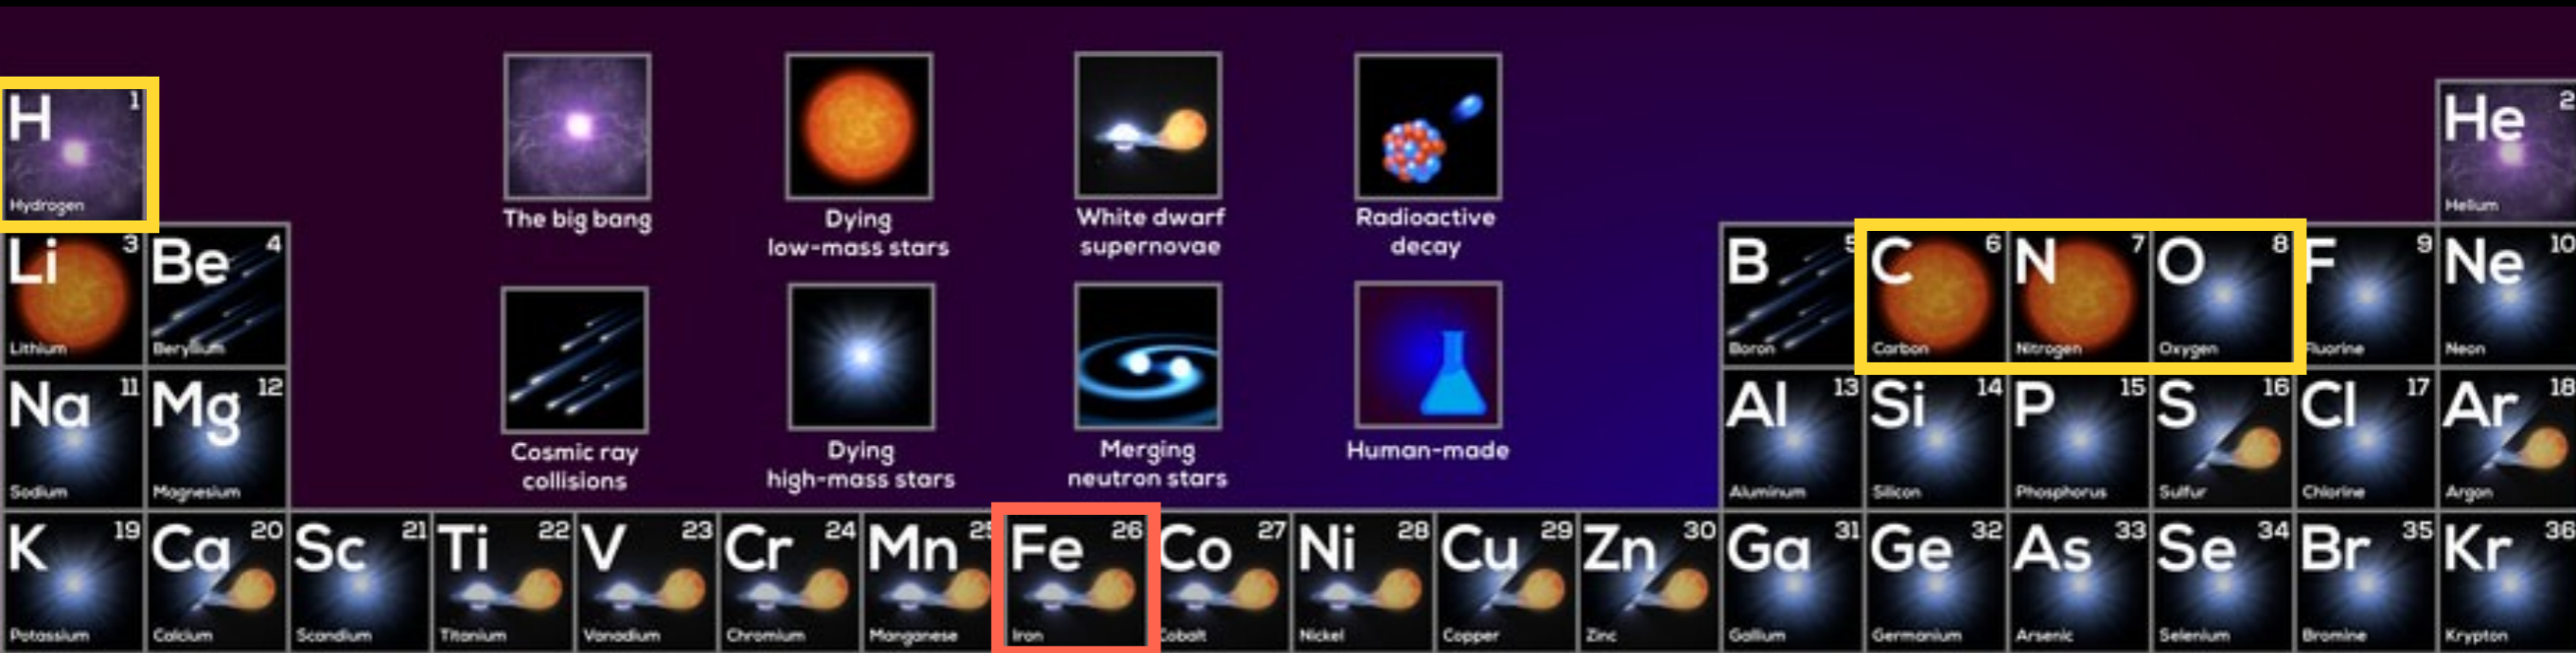 The big bang
Dying
low-mass stars
White dwarf
supernovae
Radioactive
decay
Cosmic ray
collisions
Dying
high-mass stars
Merging
neutron stars
Human-made
H 1
Hydrogen
He 2
Helium
Li 3
Lithium
Be 4
Beryllium
B 5
Boron
C 6
Carbon
N 7
Nitrogen
O 8
Oxygen
F 9
Fluorine
Ne 10
Neon
Na 11
Sodium
Mg 12
Magnesium
Al 13
Aluminum
Si 14
Silicon
P 15
Phosphorus
S 16
Sulfur
Cl 17
Chlorine
Ar 18
Argon
K 19
Potassium
Ca 20
Calcium
Sc 21
Scandium
Ti 22
Titanium
V 23
Vanadium
Cr 24
Chromium
Mn 25
Manganese
Fe 26
Iron
Co 27
Cobalt
Ni 28
Nickel
Cu 29
Copper
Zn 30
Zinc
Ga 31
Gallium
Ge 32
Germanium
As 33
Arsenic
Se 34
Selenium
Br 35
Bromine
Kr 36
Krypton